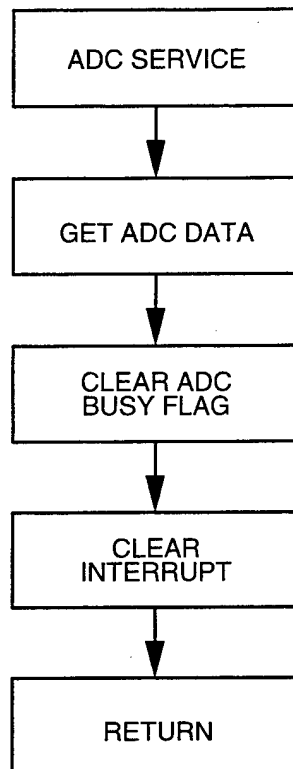 ADC SERVICE
GET ADC DATA
CLEAR ADC
BUSY FLAG
CLEAR
INTERRUPT
RETURN